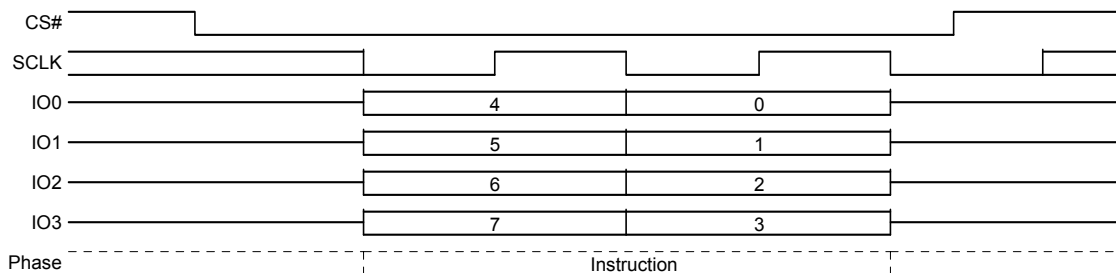 CS#
SCLK
IO0 4 0
IO1 5 1
IO2 6 2
IO3 7 3
Phase Instruction